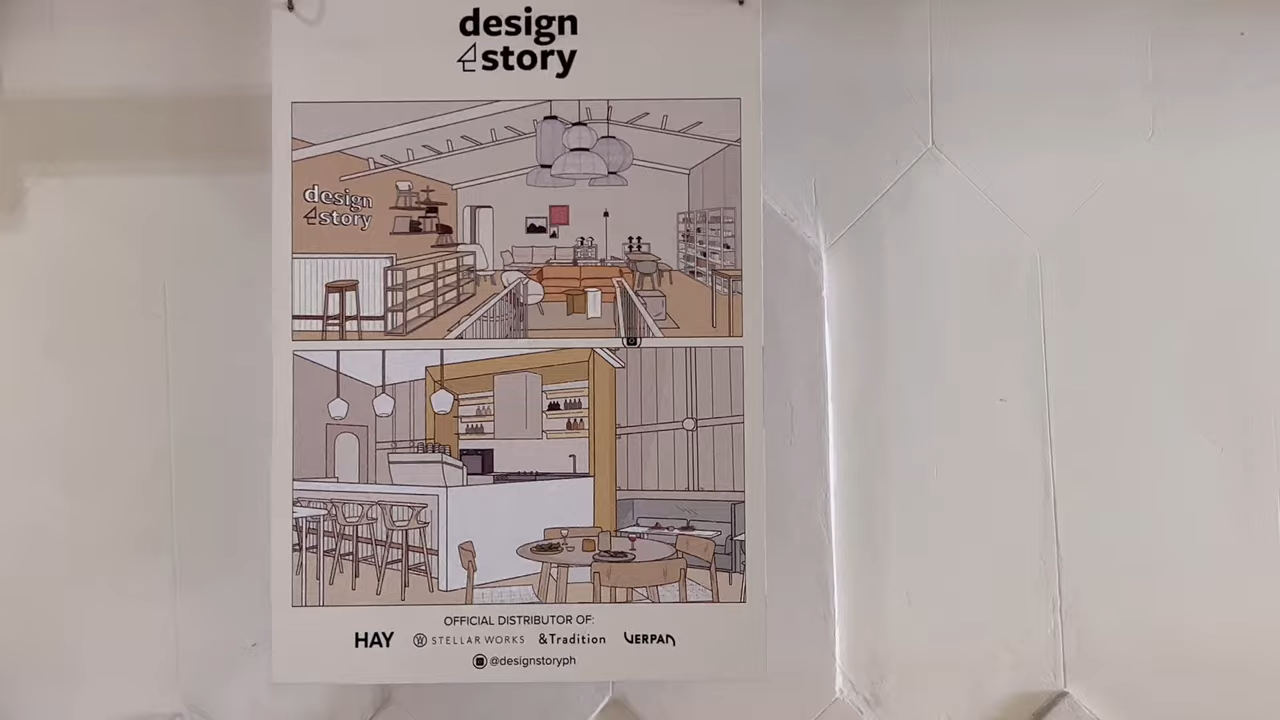 design
story
design
story
OFFICIAL DISTRIBUTOR OF:
HAY STELLAR WORKS &Tradition VERPAN
@designstoryph